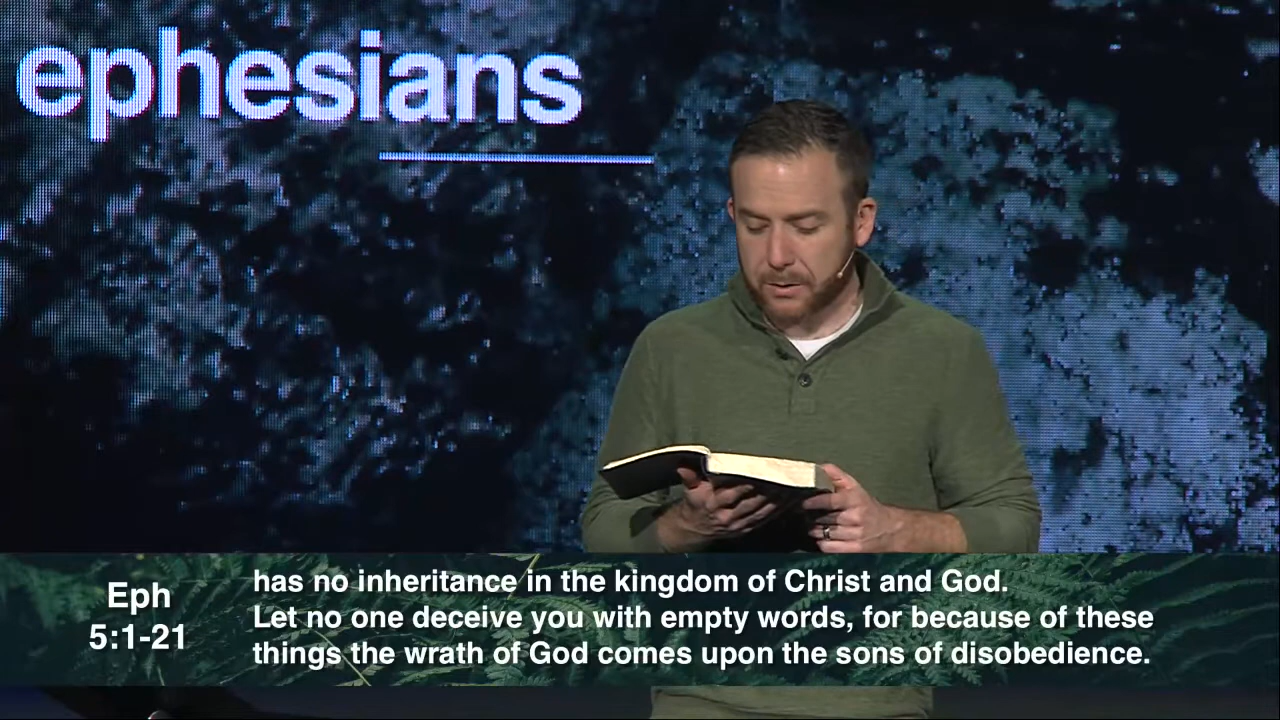 ephesians
Eph
5:1-21
has no inheritance in the kingdom of Christ and God.
Let no one deceive you with empty words, for because of these
things the wrath of God comes upon the sons of disobedience.